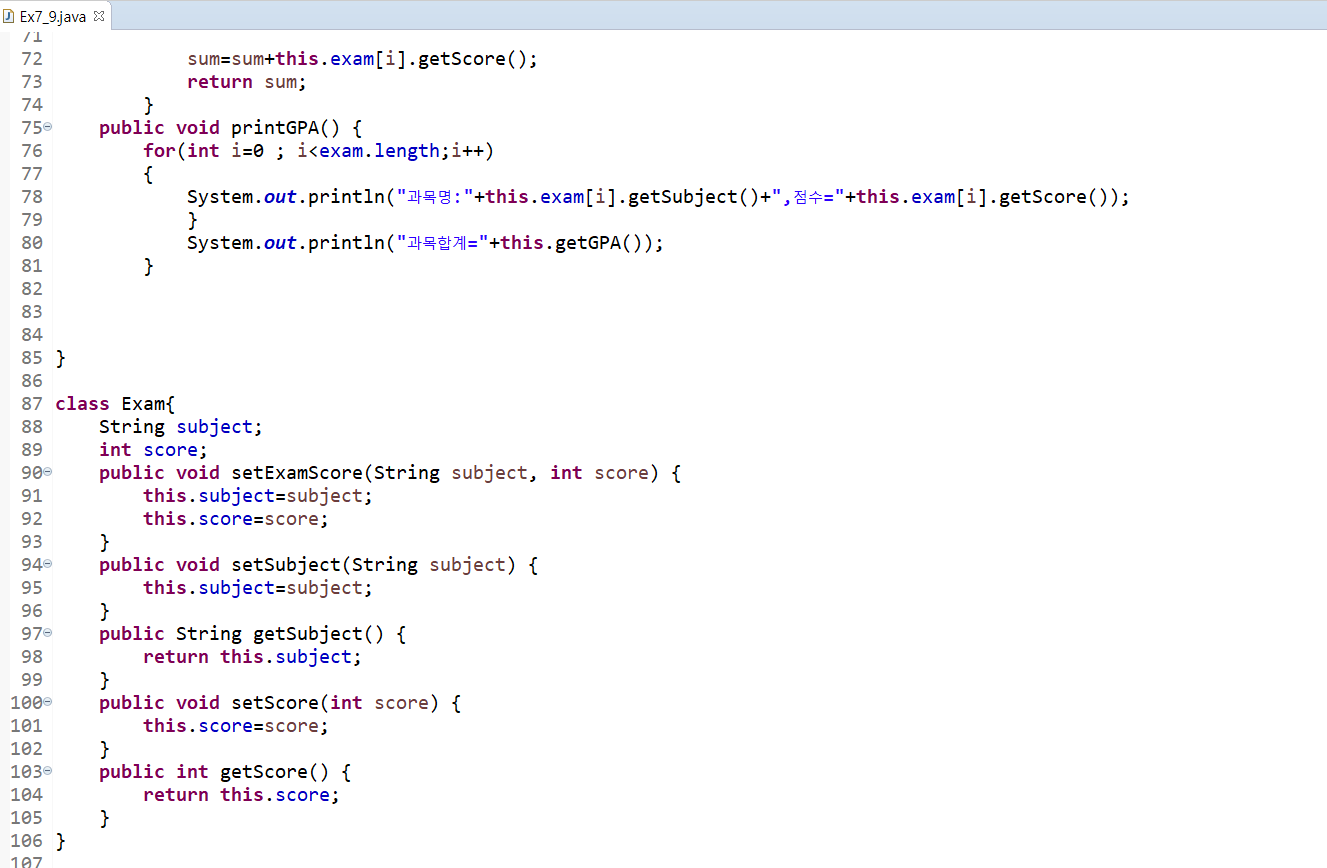 Ex7_9.java
71
72 sum=sum+this.exam[i].getScore();
73 return sum;
74 }
75 public void printGPA() {
76 for(int i=0 ; i<exam.length;i++)
77 {
78 System.out.println("과목명:"+this.exam[i].getSubject()+",점수="+this.exam[i].getScore());
79 }
80 System.out.println("과목합계="+this.getGPA());
81 }
82
83
84
85 }
86
87 class Exam{
88 String subject;
89 int score;
90 public void setExamScore(String subject, int score) {
91 this.subject=subject;
92 this.score=score;
93 }
94 public void setSubject(String subject) {
95 this.subject=subject;
96 }
97 public String getSubject() {
98 return this.subject;
99 }
100 public void setScore(int score) {
101 this.score=score;
102 }
103 public int getScore() {
104 return this.score;
105 }
106 }
107